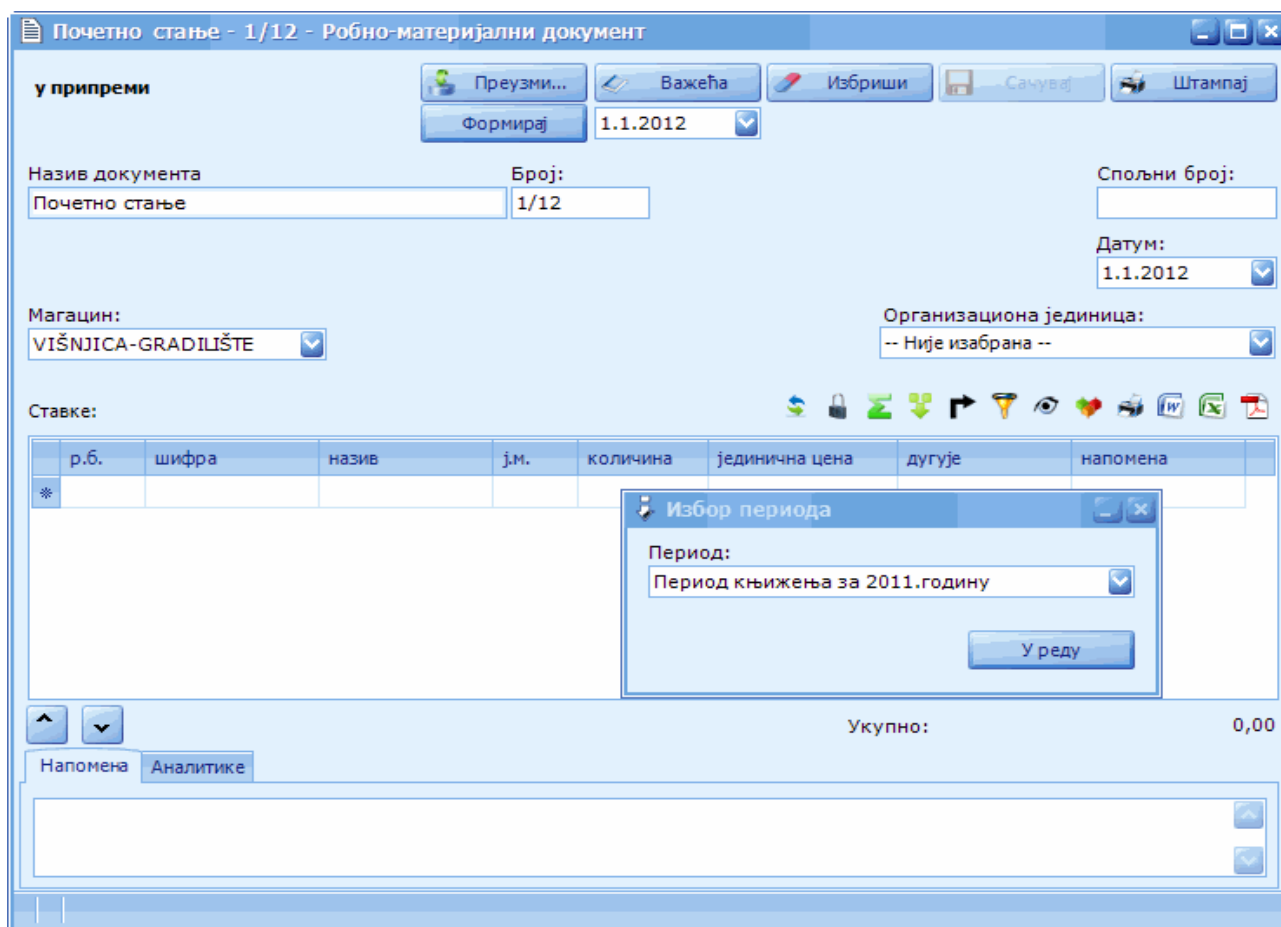 Почетно стање - 1/12 - Робно-материјални документ
у припреми
Преузми... Важећа Избриши Сачувај Штампај
Формирај 1.1.2012
Назив документа Број: Спољни број:
Почетно стање 1/12
Датум:
1.1.2012
Магацин: Организациона јединица:
VIŠNJICA-GRADILIŠTE -- Није изабрана --
Ставке:
р.б. шифра назив ј.м. количина јединична цена дугује напомена
Избор периода
Период:
Период књижења за 2011.годину
У реду
Укупно: 0,00
Напомена Аналитике